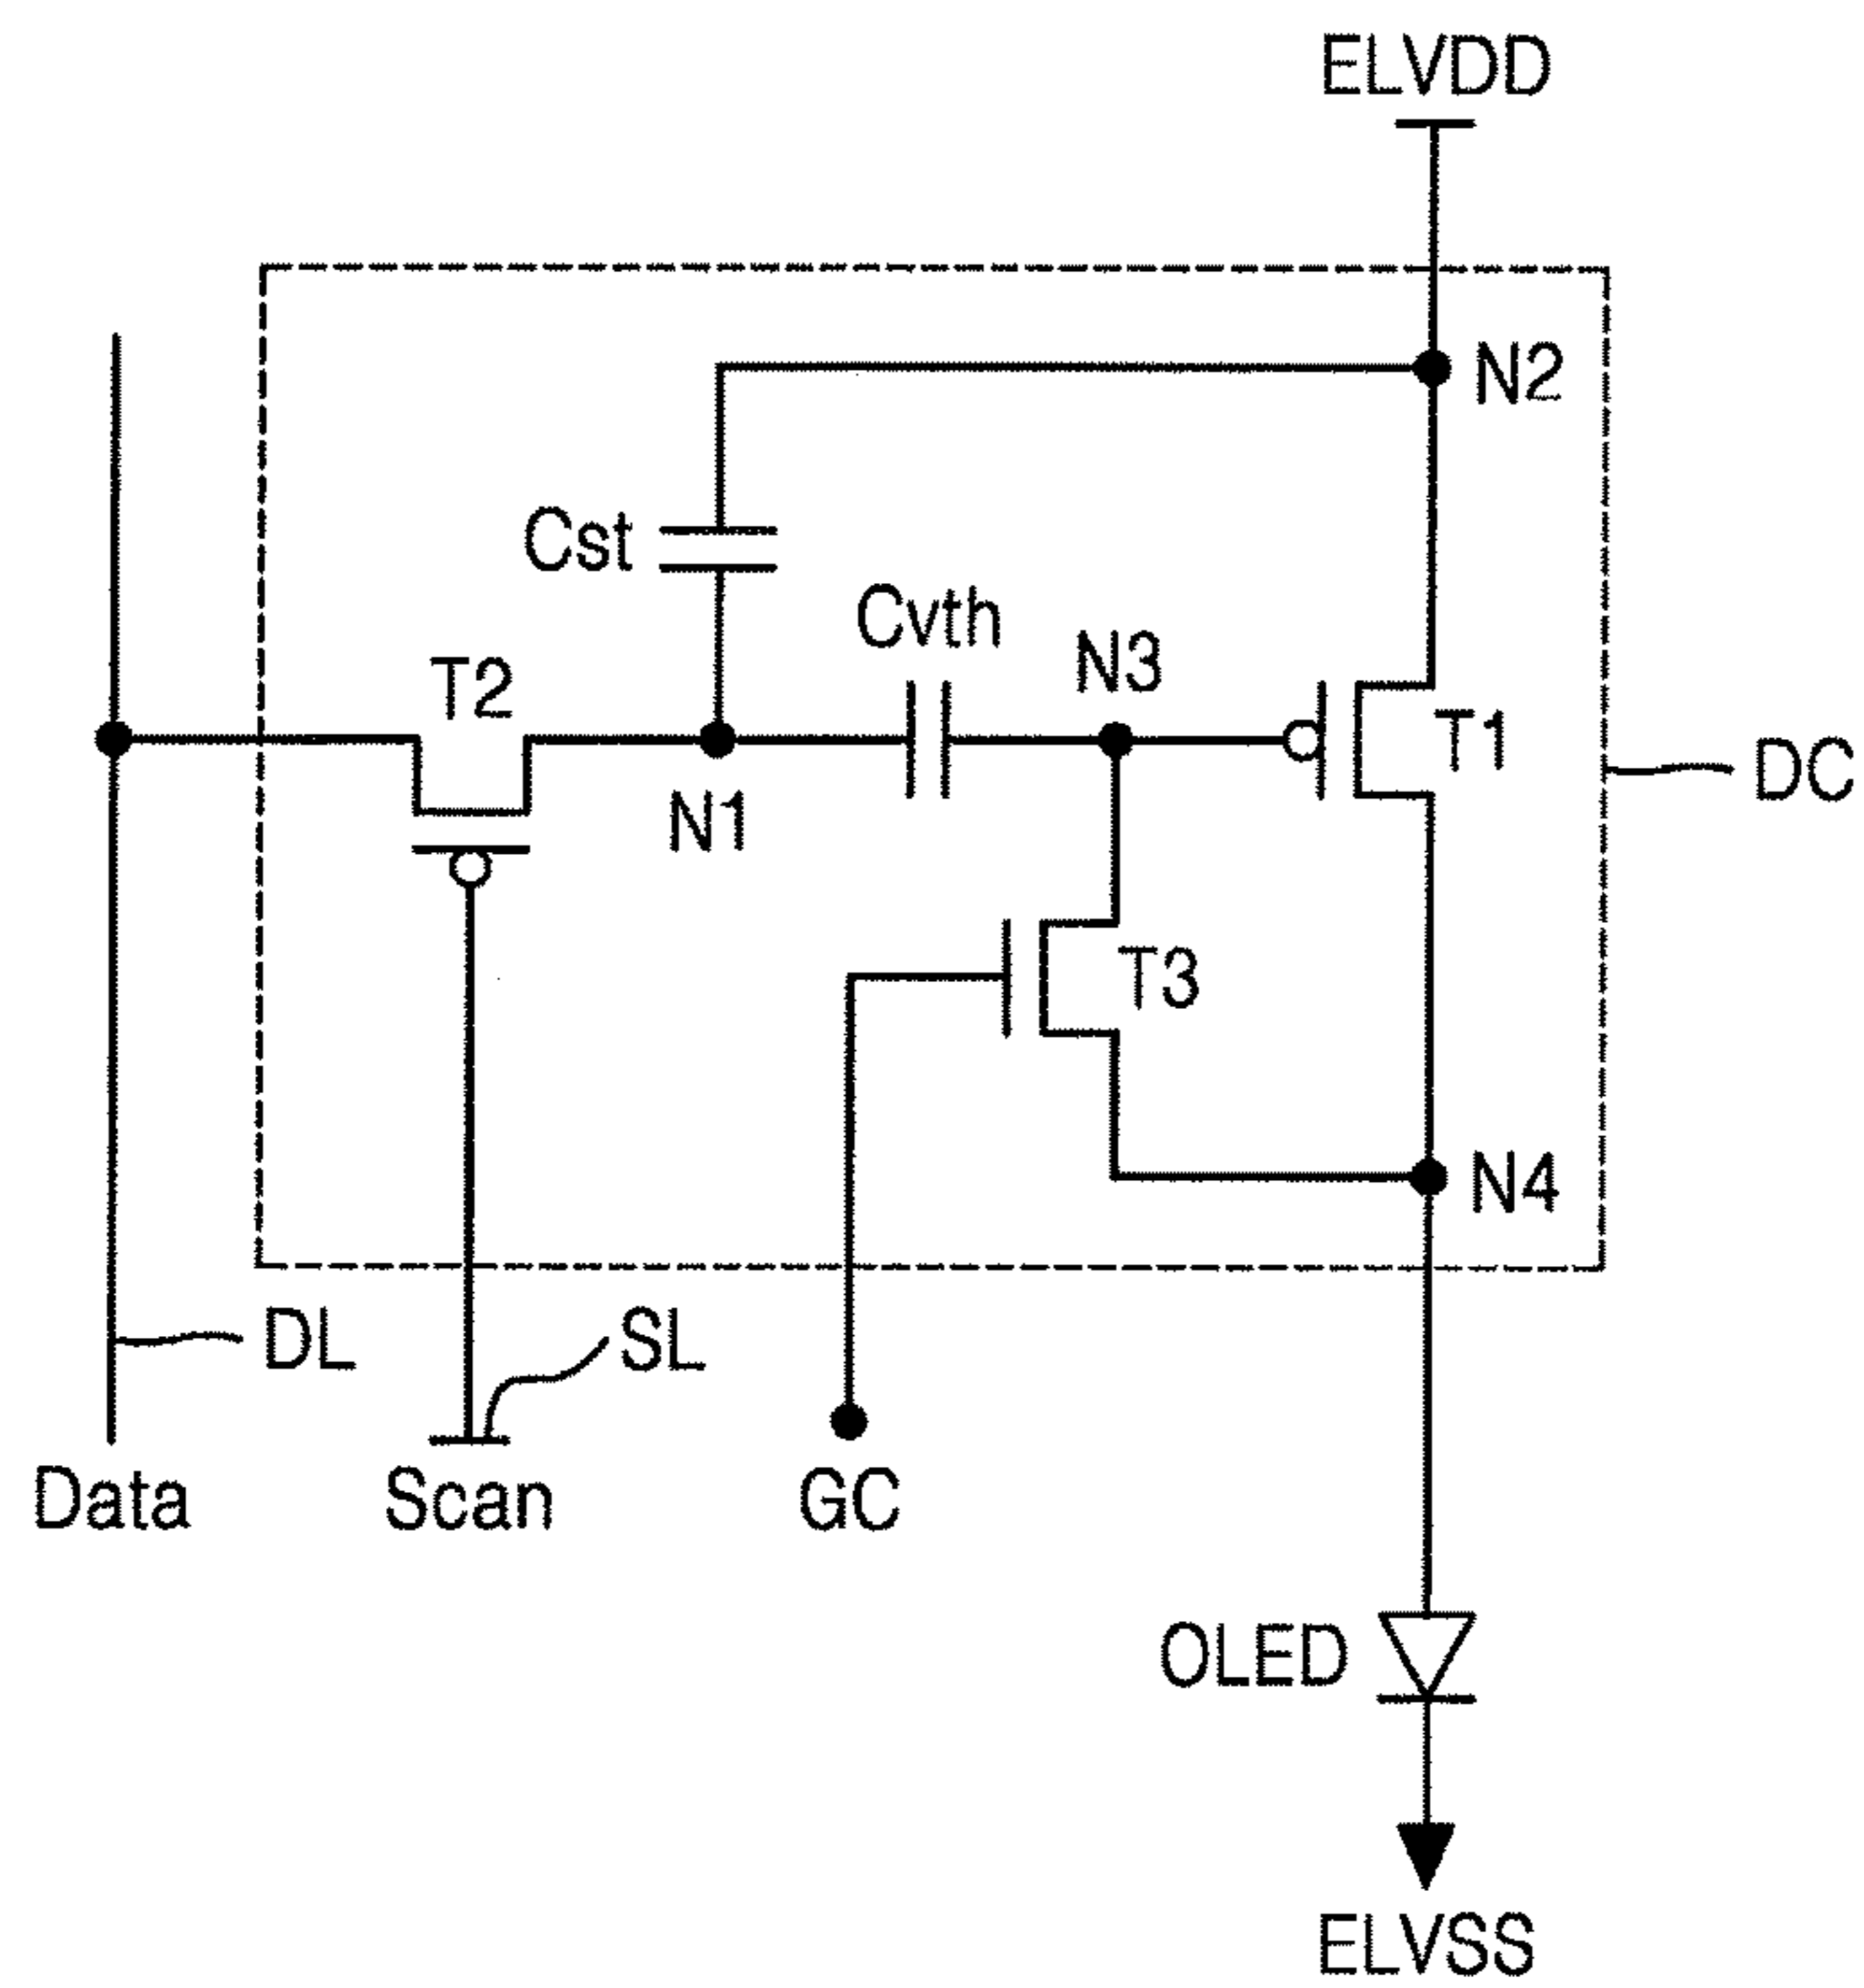 ELVDD
N2
Cst
Cvth
N3
T2
T1
DC
N1
T3
N4
DL
SL
Data
Scan
GC
OLED
ELVSS